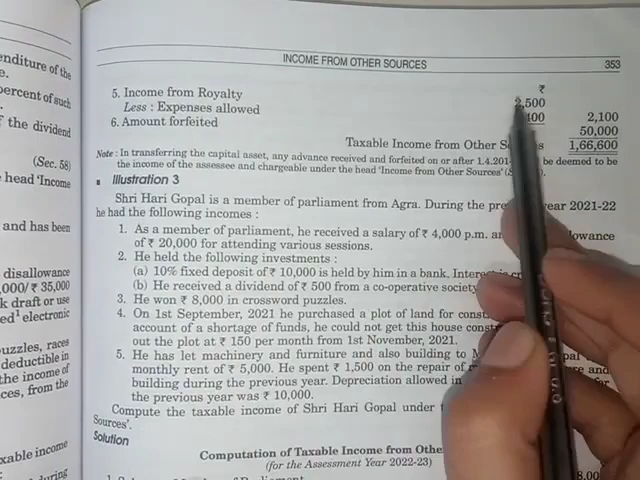 enditure of the
e.
percent of such
f the dividend
(Sec. 58)
head 'Income
and has been
disallowance
000/₹ 35,000
k draft or use
ed¹ electronic
uzzles, races
deductible in
the income of
ces, from the
xable income
during
INCOME FROM OTHER SOURCES 353
₹
5. Income from Royalty 2,500
Less : Expenses allowed 400 2,100
6. Amount forfeited 50,000
Taxable Income from Other 1,66,600
Note : In transferring the capital asset, any advance received and forfeited on or after 1.4.201 be deemed to be
the income of the assessee and chargeable under the head 'Income from Other Sources'
Illustration 3
Shri Hari Gopal is a member of parliament from Agra. During the year 2021-22
he had the following incomes :
1. As a member of parliament, he received a salary of ₹ 4,000 p.m.
of ₹ 20,000 for attending various sessions.
2. He held the following investments :
(a) 10% fixed deposit of ₹ 10,000 is held by him in a bank.
(b) He received a dividend of ₹ 500 from a co-operative society
3. He won ₹ 8,000 in crossword puzzles.
4. On 1st September, 2021 he purchased a plot of land for
account of a shortage of funds, he could not get this house
out the plot at ₹ 150 per month from 1st November, 2021.
5. He has let machinery and furniture and also building to
monthly rent of ₹ 5,000. He spent ₹ 1,500 on the repair of
building during the previous year. Depreciation allowed in for
the previous year was ₹ 10,000.
Compute the taxable income of Shri Hari Gopal under
Sources'.
Solution
Computation of Taxable Income from
(for the Assessment Year 2022-23)